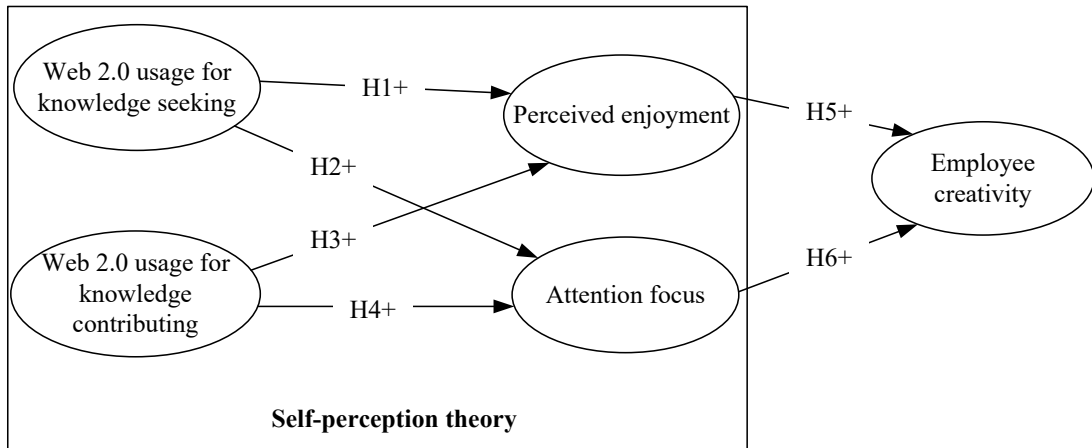 Web 2.0 usage for
knowledge seeking
H1+
Perceived enjoyment
H5+
H2+
Employee
creativity
H3+
Web 2.0 usage for
knowledge
contributing
H4+
Attention focus
H6+
Self-perception theory